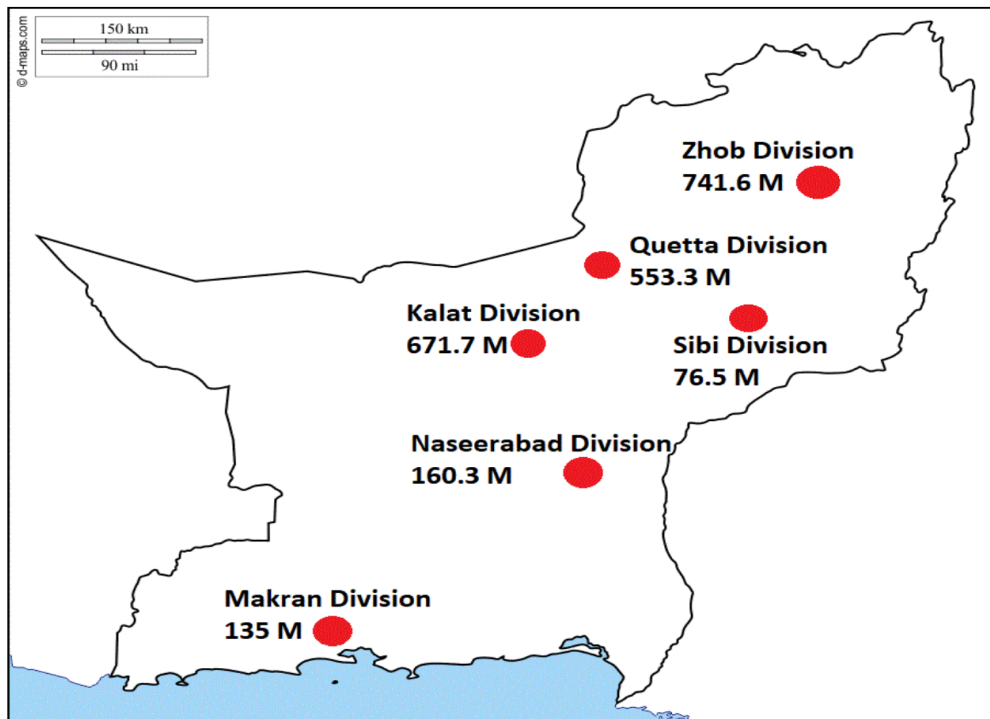 150 km
90 mi
© d-maps.com
Zhob Division
741.6 M
Quetta Division
553.3 M
Kalat Division
671.7 M
Sibi Division
76.5 M
Naseerabad Division
160.3 M
Makran Division
135 M